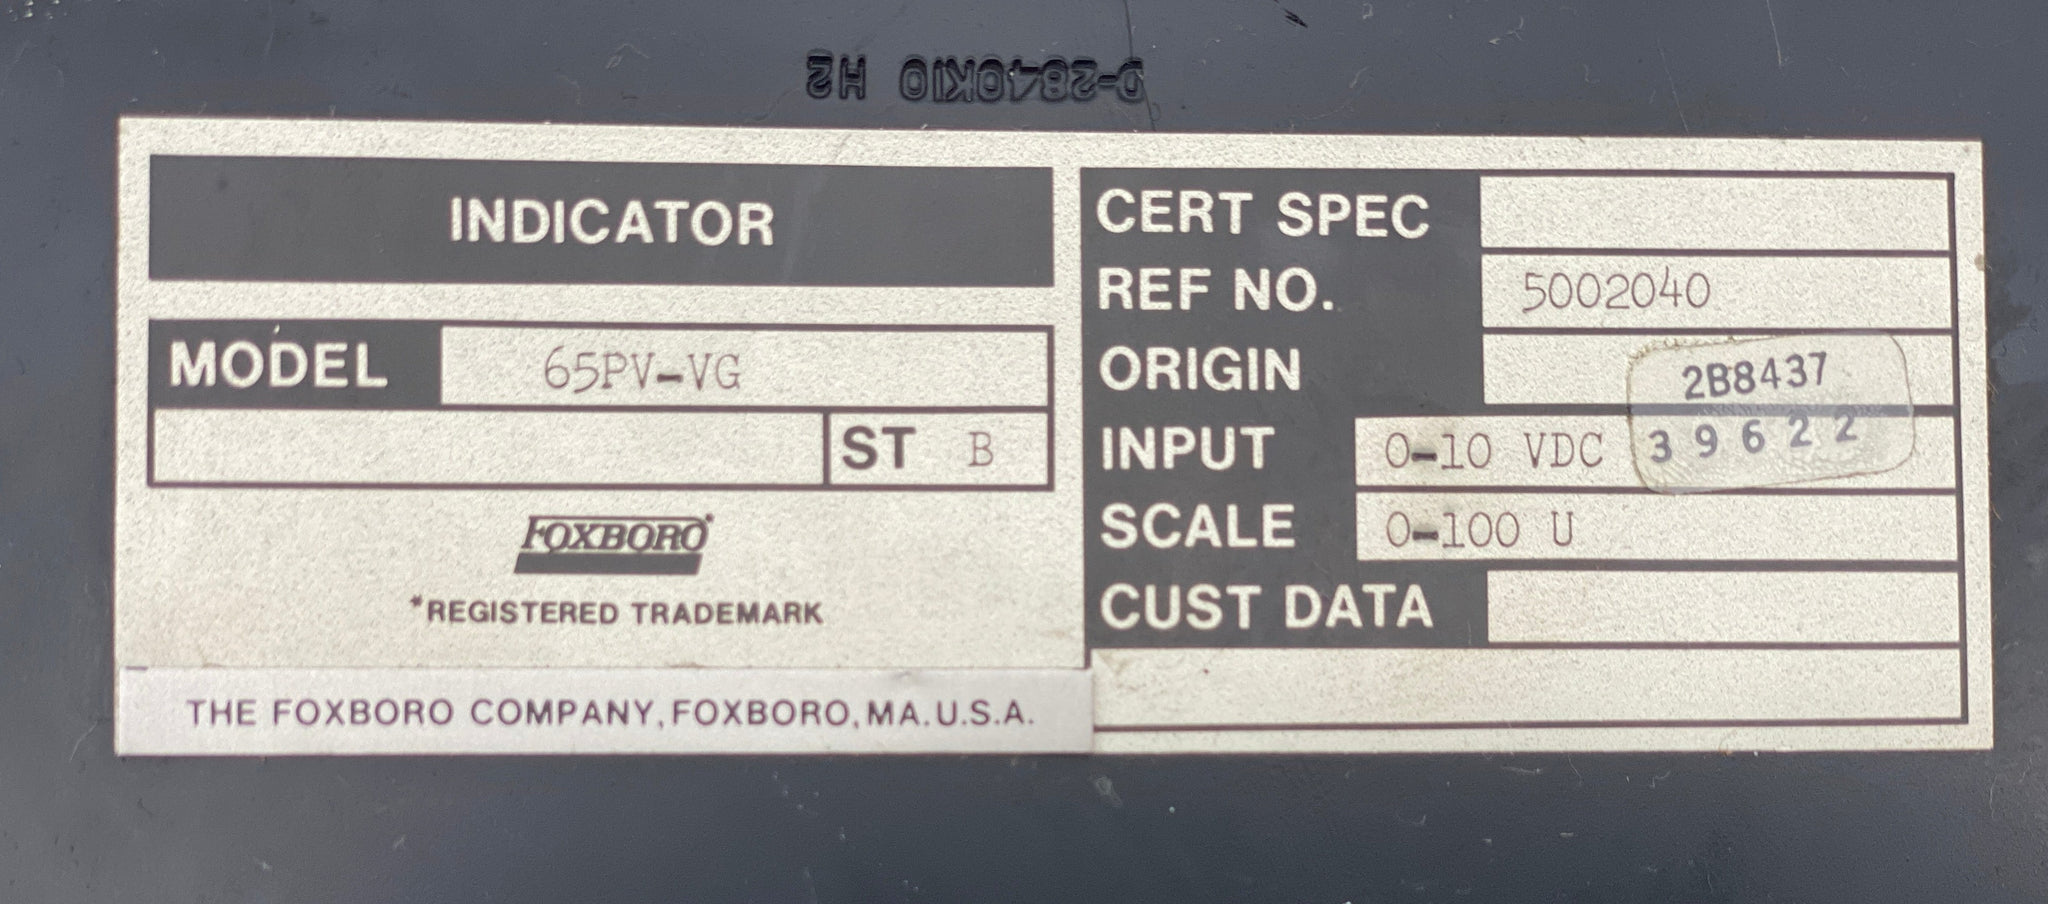 D-2840K10 H2
INDICATOR
MODEL 65PV-VG
ST B
FOXBORO*
*REGISTERED TRADEMARK
THE FOXBORO COMPANY, FOXBORO, MA. U.S.A.
CERT SPEC
REF NO. 5002040
ORIGIN
2B8437
39622
INPUT 0-10 VDC
SCALE 0-100 U
CUST DATA